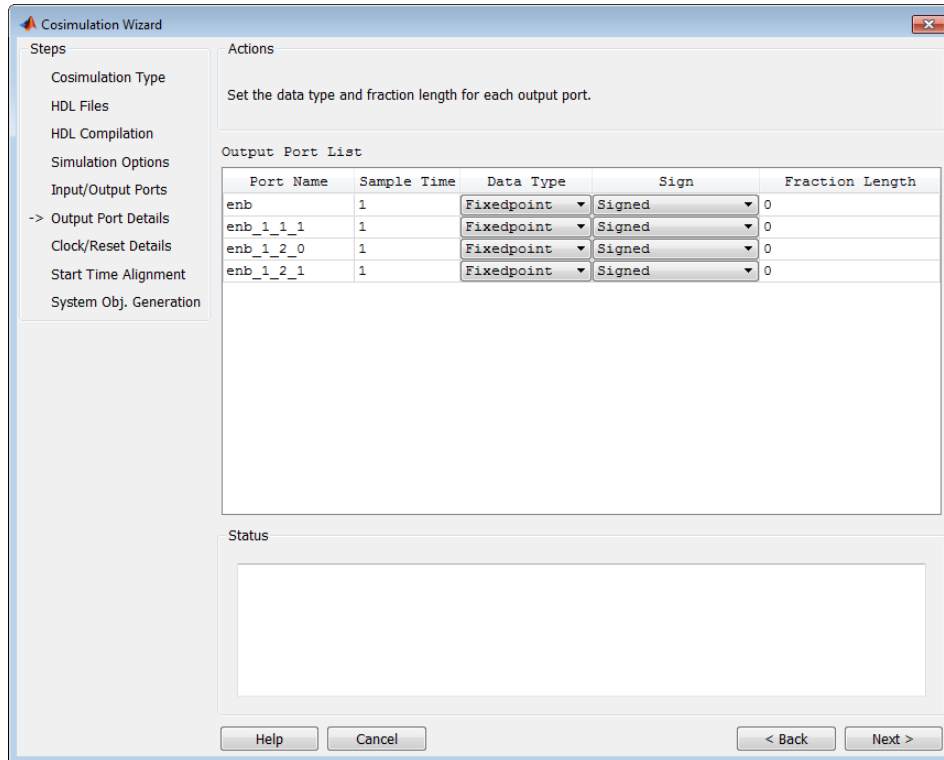 Cosimulation Wizard
Steps
Cosimulation Type
HDL Files
HDL Compilation
Simulation Options
Input/Output Ports
-> Output Port Details
Clock/Reset Details
Start Time Alignment
System Obj. Generation
Actions
Set the data type and fraction length for each output port.
Output Port List
Port Name Sample Time Data Type Sign Fraction Length
enb 1 Fixedpoint Signed 0
enb_1_1_1 1 Fixedpoint Signed 0
enb_1_2_0 1 Fixedpoint Signed 0
enb_1_2_1 1 Fixedpoint Signed 0
Status
Help Cancel < Back Next >